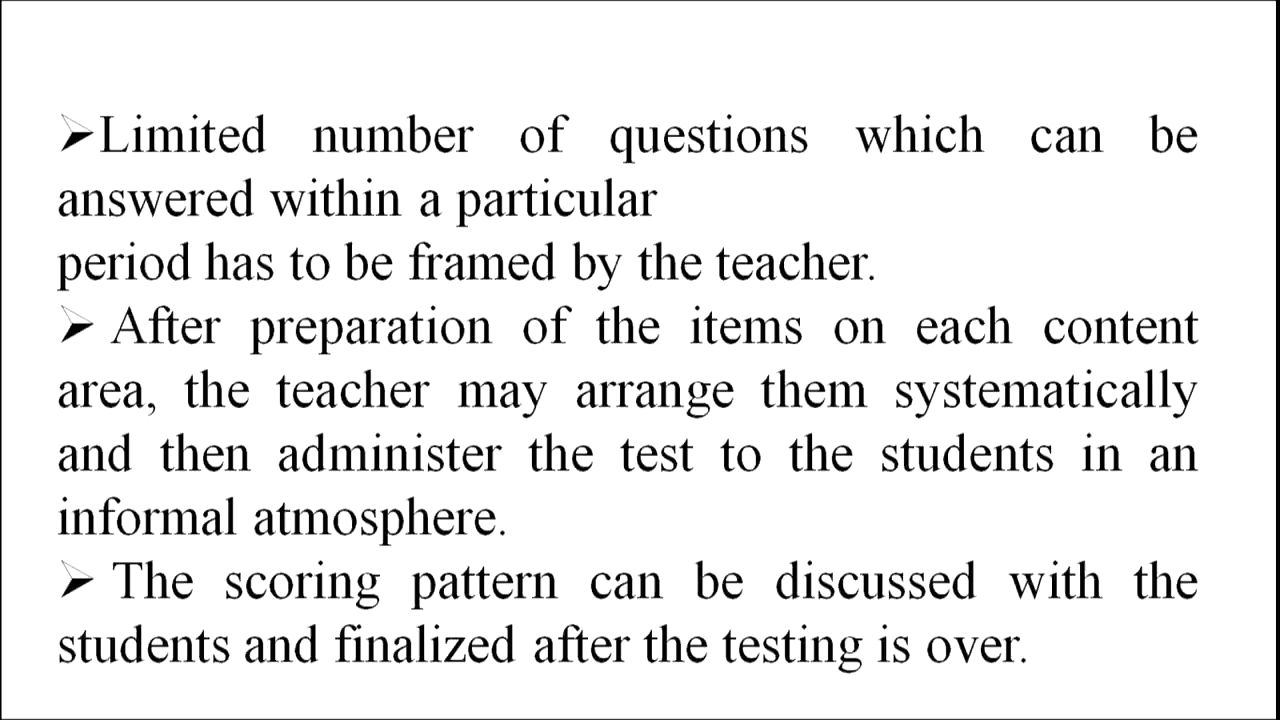 ➢Limited number of questions which can be
answered within a particular
period has to be framed by the teacher.
➢ After preparation of the items on each content
area, the teacher may arrange them systematically
and then administer the test to the students in an
informal atmosphere.
➢ The scoring pattern can be discussed with the
students and finalized after the testing is over.